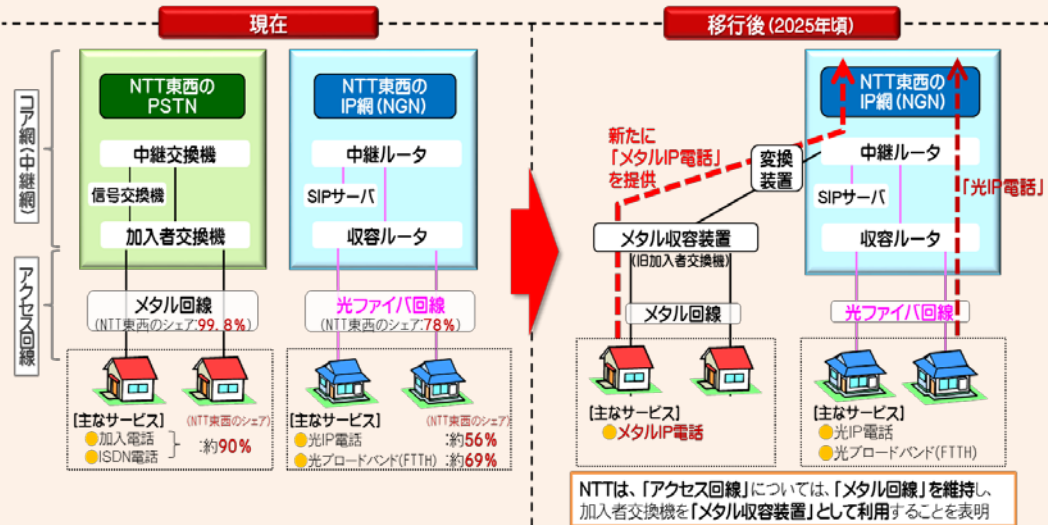 現在
移行後(2025年頃)
コア網(中継網)
アクセス回線
NTT東西の
PSTN
中継交換機
信号交換機
加入者交換機
メタル回線
(NTT東西のシェア:99.8%)
[主なサービス]
(NTT東西のシェア)
加入電話
ISDN電話
:約90%
NTT東西の
IP網(NGN)
中継ルータ
SIPサーバ
収容ルータ
光ファイバ回線
(NTT東西のシェア:78%)
[主なサービス]
(NTT東西のシェア)
光IP電話
:約56%
光ブロードバンド(FTTH)
:約69%
新たに
「メタルIP電話」
を提供
変換
装置
メタル収容装置
(旧加入者交換機)
メタル回線
[主なサービス]
メタルIP電話
NTT東西の
IP網(NGN)
中継ルータ
SIPサーバ
「光IP電話」
収容ルータ
光ファイバ回線
[主なサービス]
光IP電話
光ブロードバンド(FTTH)
NTTは、「アクセス回線」については、「メタル回線」を維持し、
加入者交換機を「メタル収容装置」として利用することを表明